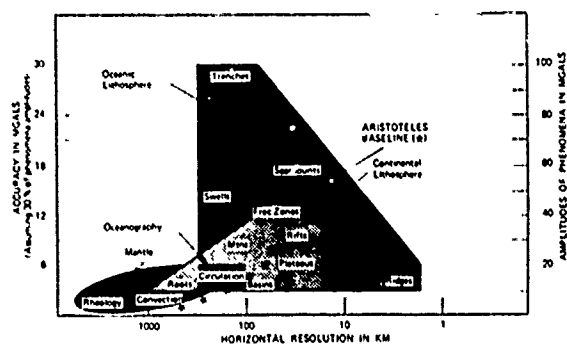 30
24
18
12
6
100
80
60
40
20
1000
100
10
1
HORIZONTAL RESOLUTION IN KM
ACCURACY IN MGALS
(Assuming 30 % of phenomena amplitudes)
AMPLITUDES OF PHENOMENA IN MGALS
Oceanic
Lithosphere
Trenches
ARISTOTELES
BASELINE
Continental
Lithosphere
Swells
Oceanography
Mantle
Frac Zones
Rifts
Circulation
Roots
Basins
Rheology
Convection